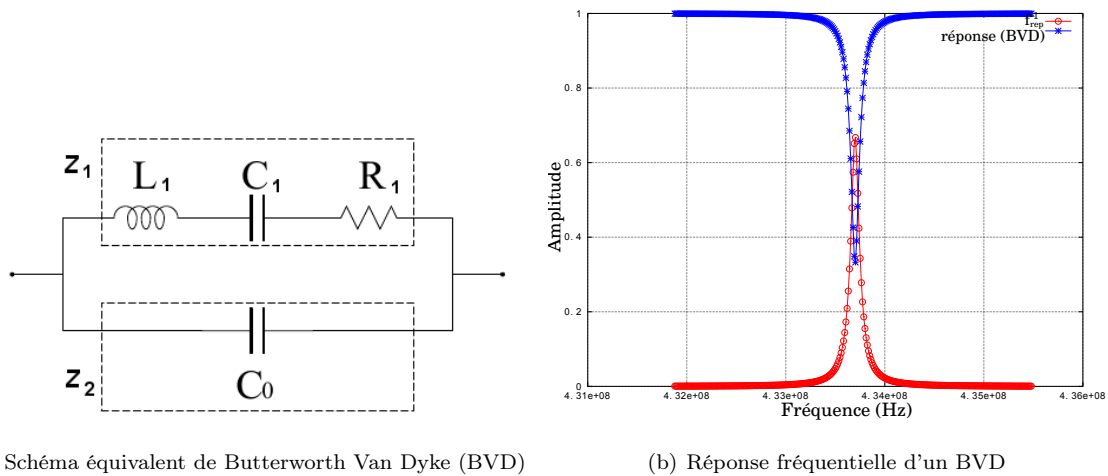 Z1
L1
C1
R1
Z2
C0
Schéma équivalent de Butterworth Van Dyke (BVD)
1
0.8
0.6
0.4
0.2
0
Amplitude
réponse (BVD)
4.31e+08 4.32e+08 4.33e+08 4.34e+08 4.35e+08 4.36e+08
Fréquence (Hz)
(b) Réponse fréquentielle d'un BVD